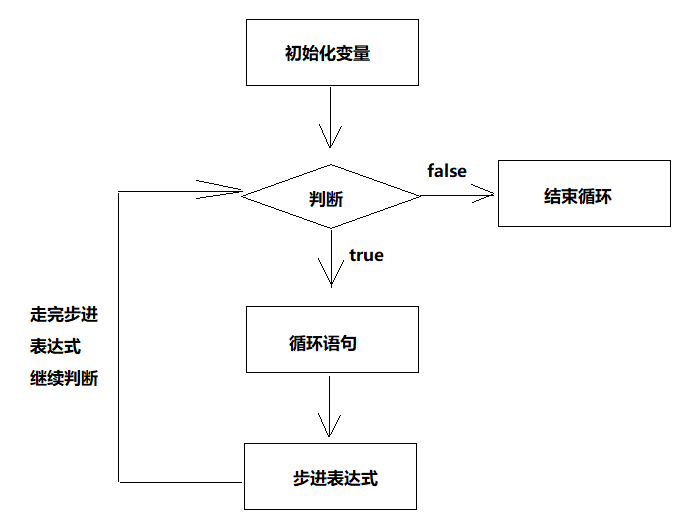 初始化变量
判断
false
结束循环
true
循环语句
步进表达式
走完步进
表达式
继续判断